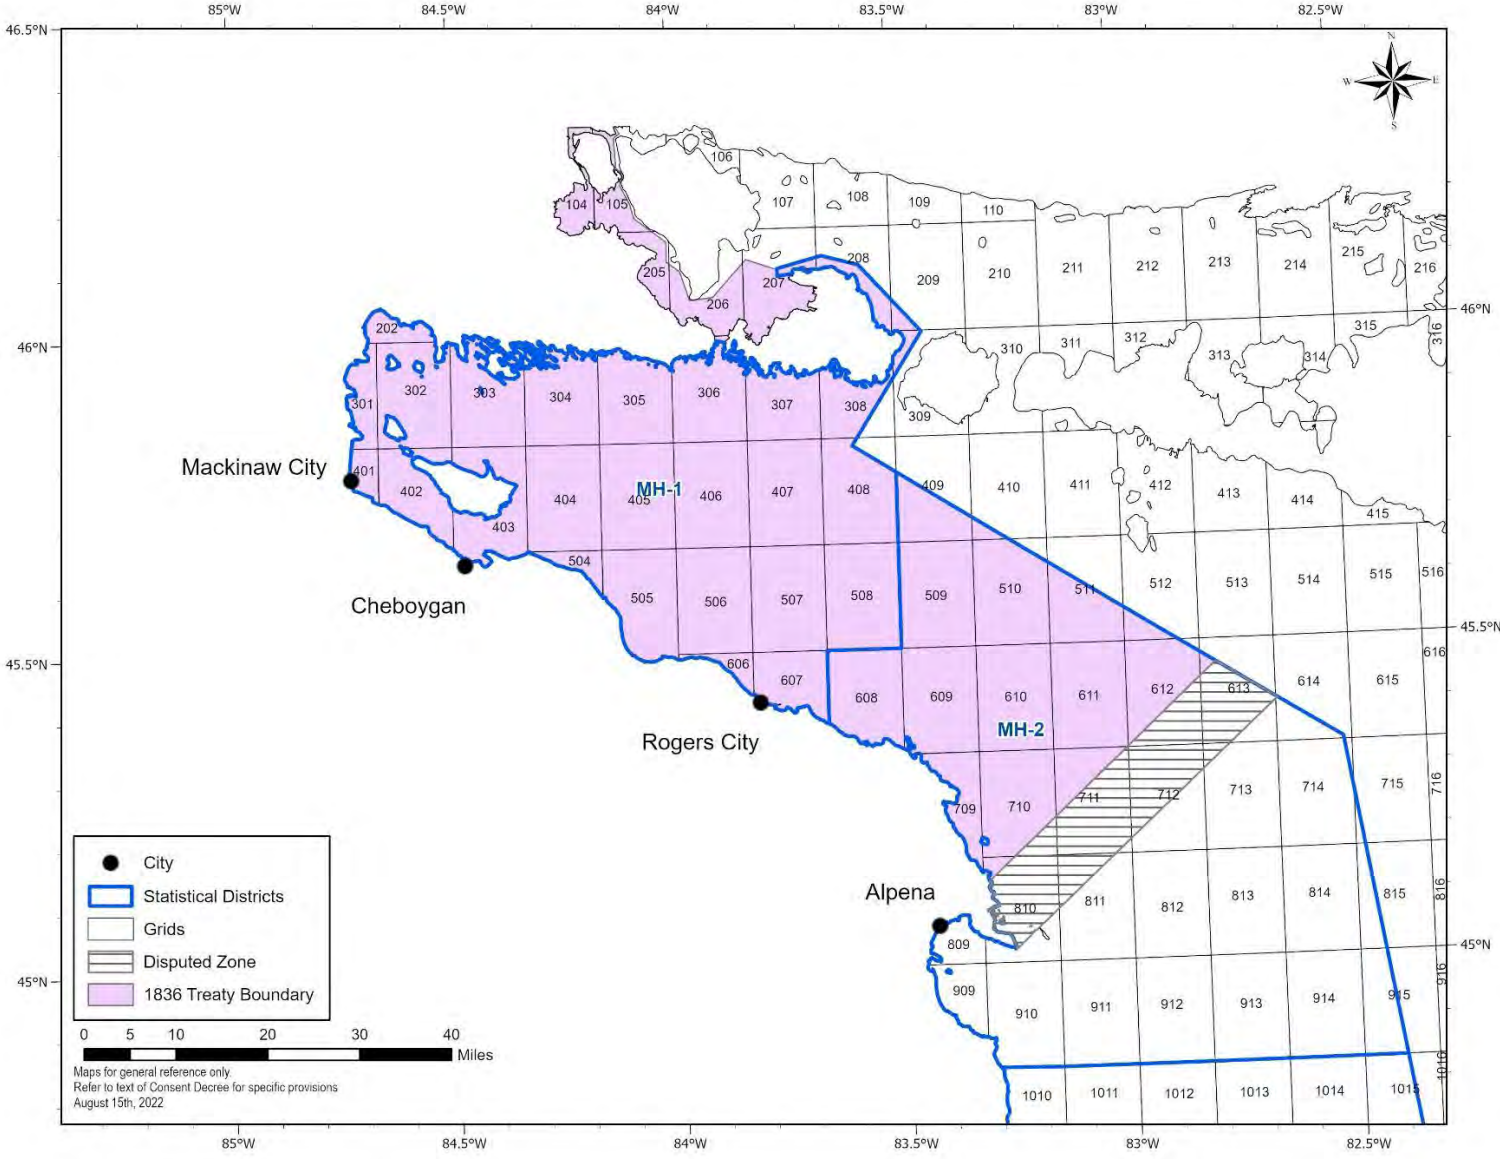 85°W 84.5°W 84°W 83.5°W 83°W 82.5°W
46.5°N
N
W E
S
106
107 108 109 110
104 105
205 206 207 208 209 210 211 212 213 214 215 216
46°N
46°N
202
301 302 303 304 305 306 307 308 309 310 311 312 313 314 315 316
Mackinaw City
401 402 403 404 405 406 407 408 409 410 411 412 413 414 415
MH-1
Cheboygan
504 505 506 507 508 509 510 511 512 513 514 515 516
45.5°N
45.5°N
606 607 608 609 610 611 612 613 614 615 616
Rogers City
MH-2
709 710 711 712 713 714 715 716
Alpena
809 810 811 812 813 814 815 816
45°N
45°N
909 910 911 912 913 914 915 916
1010 1011 1012 1013 1014 1015 1016
City
Statistical Districts
Grids
Disputed Zone
1836 Treaty Boundary
0 5 10 20 30 40
Miles
Maps for general reference only.
Refer to text of Consent Decree for specific provisions
August 15th, 2022
85°W 84.5°W 84°W 83.5°W 83°W 82.5°W